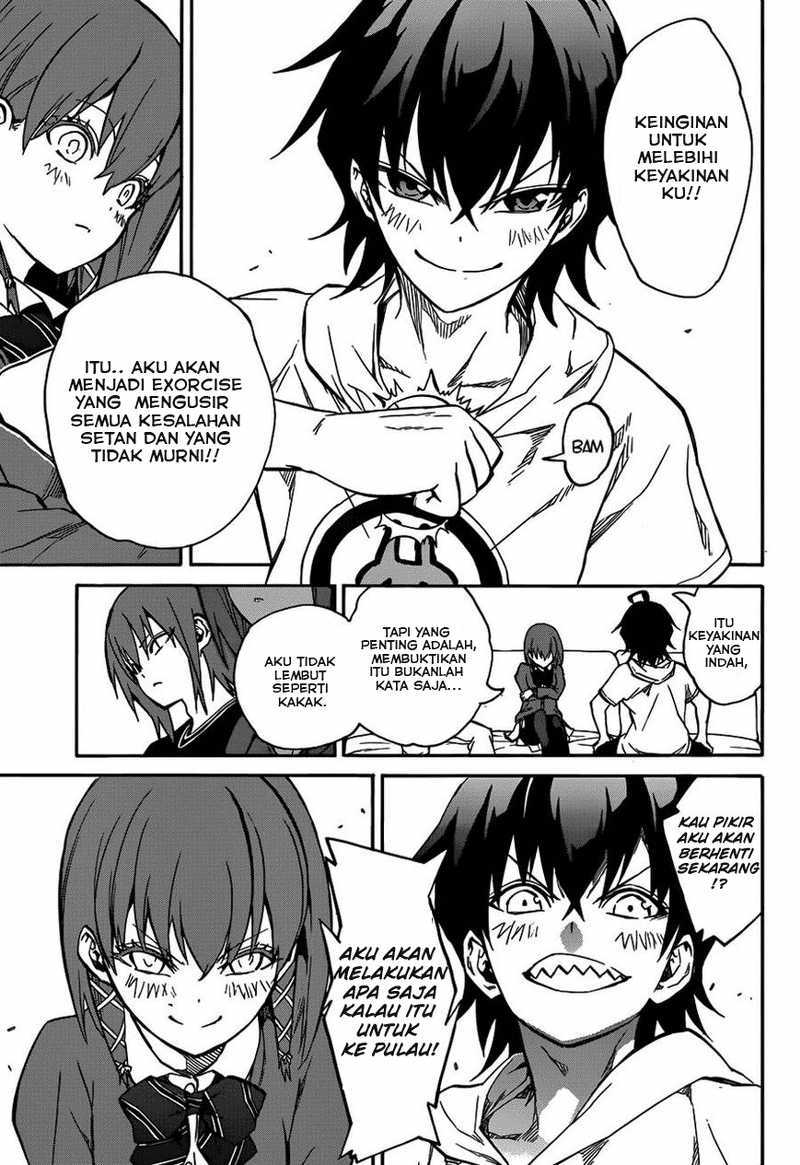 KEINGINAN
UNTUK
MELEBIHI
KEYAKINAN
KU!!
ITU.. AKU AKAN
MENJADI EXORCISE
YANG MENGUSIR
SEMUA KESALAHAN
SETAN DAN YANG
TIDAK MURNI!!
BAM
ITU
KEYAKINAN
YANG
INDAH,
TAPI YANG
PENTING ADALAH,
MEMBUKTIKAN
ITU BUKANLAH
KATA SAJA...
AKU TIDAK
LEMBUT
SEPERTI
KAKAK.
KAU PIKIR
AKU AKAN
BERHENTI
SEKARANG
!?
AKU AKAN
MELAKUKAN
APA SAJA
KALAU ITU
UNTUK
KE PULAU!